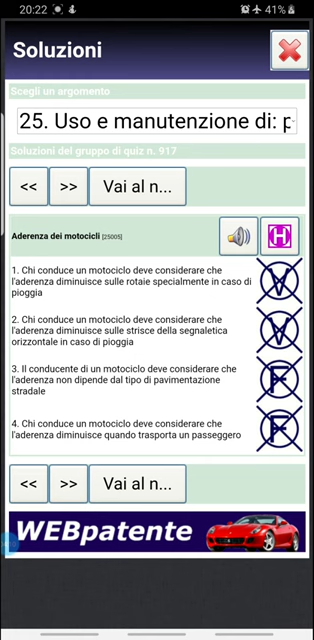 20:22
41%
Soluzioni
Scegli un argomento
25. Uso e manutenzione di: p
Soluzioni del gruppo di quiz n. 917
<< >> Vai al n...
Aderenza dei motocicli [25005]
H
1. Chi conduce un motociclo deve considerare che
l'aderenza diminuisce sulle rotaie specialmente in caso di
pioggia
V
2. Chi conduce un motociclo deve considerare che
l'aderenza diminuisce sulle strisce della segnaletica
orizzontale in caso di pioggia
V
3. Il conducente di un motociclo deve considerare che
l'aderenza non dipende dal tipo di pavimentazione
stradale
F
4. Chi conduce un motociclo deve considerare che
l'aderenza diminuisce quando trasporta un passeggero
F
<< >> Vai al n...
WEBpatente